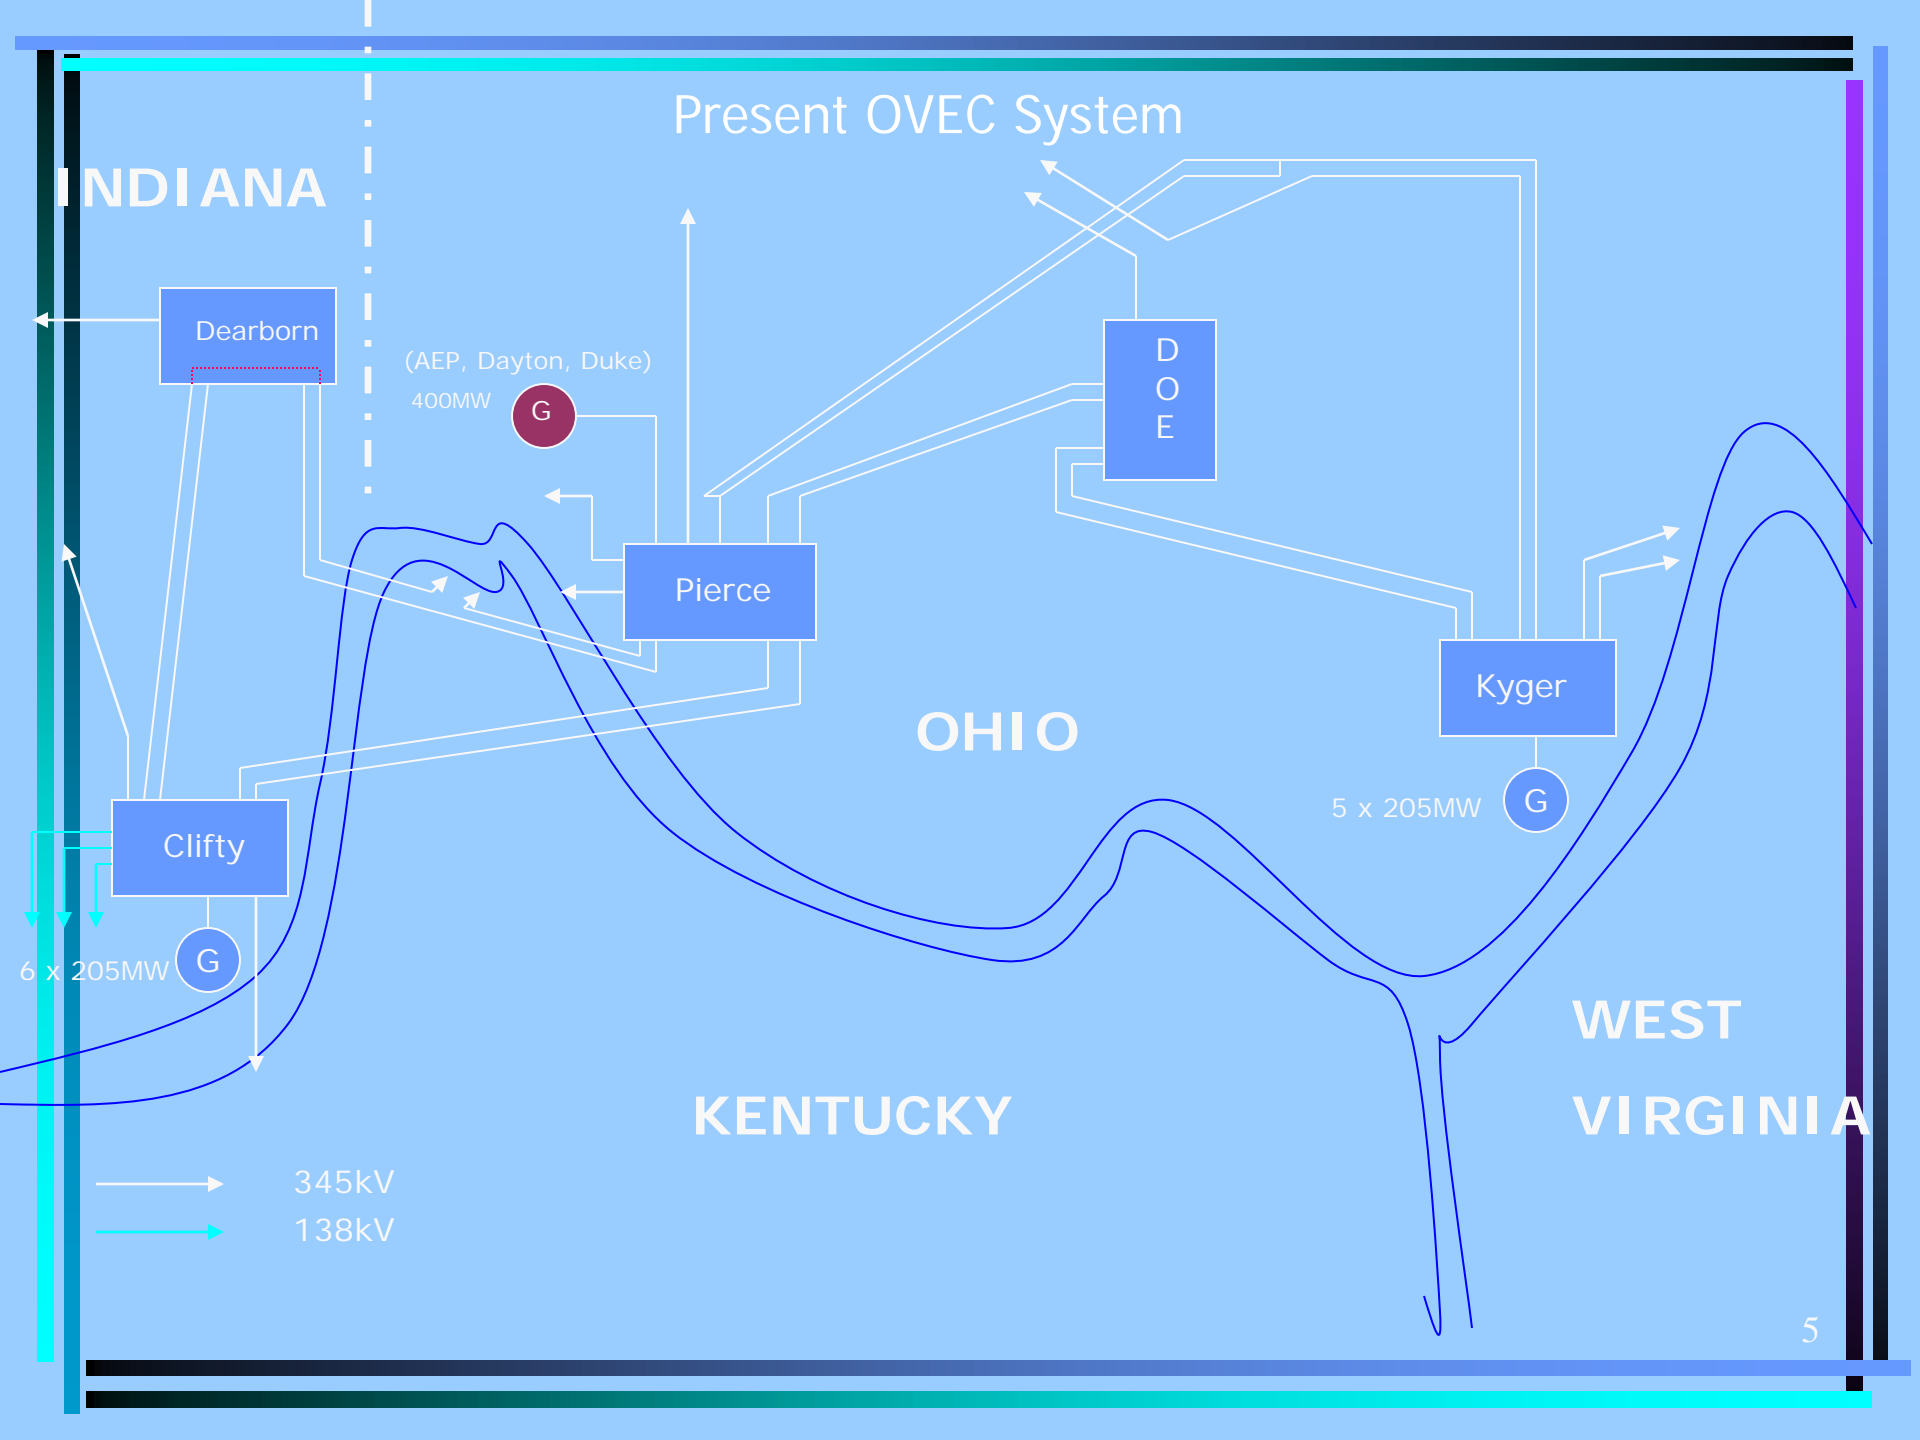 Present OVEC System
INDIANA
Dearborn
(AEP, Dayton, Duke)
400MW
G
D
O
E
Pierce
Kyger
OHIO
5 x 205MW
G
Clifty
6 x 205MW
G
WEST
VIRGINIA
KENTUCKY
345kV
138kV
5